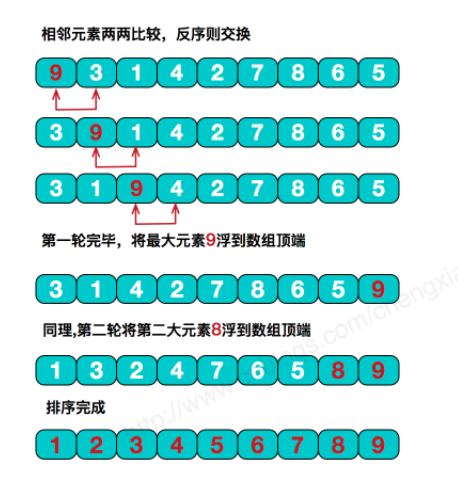 相邻元素两两比较，反序则交换
9 3 1 4 2 7 8 6 5
3 9 1 4 2 7 8 6 5
3 1 9 4 2 7 8 6 5
第一轮完毕，将最大元素9浮到数组顶端
3 1 4 2 7 8 6 5 9
同理,第二轮将第二大元素8浮到数组顶端
1 3 2 4 7 6 5 8 9
排序完成
1 2 3 4 5 6 7 8 9